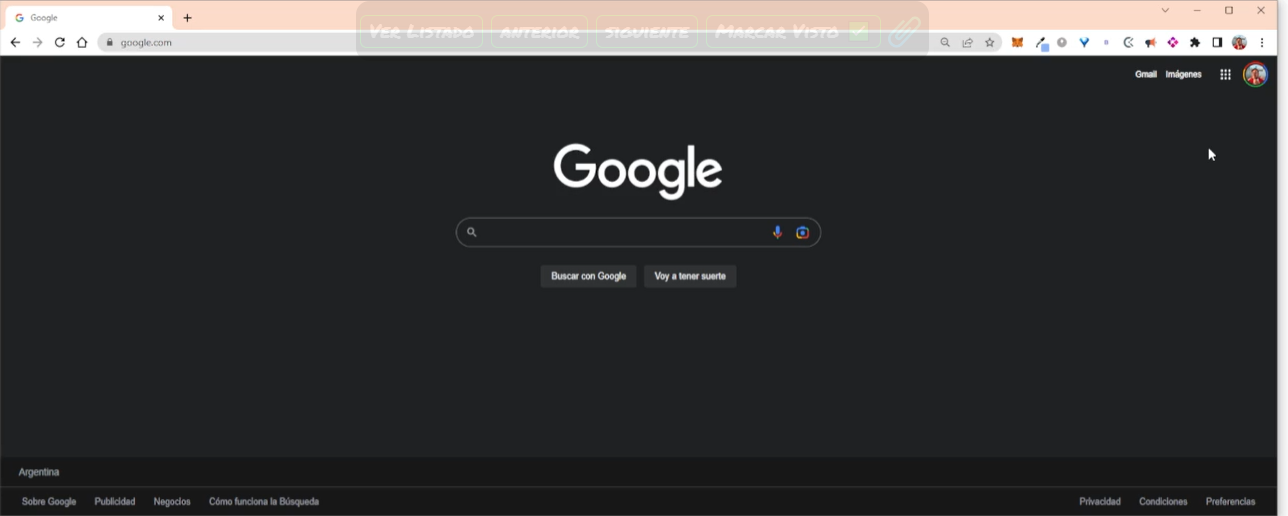 Google
Ver Listado anterior siguiente Marcar Visto
google.com
Gmail Imágenes
Google
Buscar con Google Voy a tener suerte
Argentina
Sobre Google Publicidad Negocios Cómo funciona la Búsqueda Privacidad Condiciones Preferencias